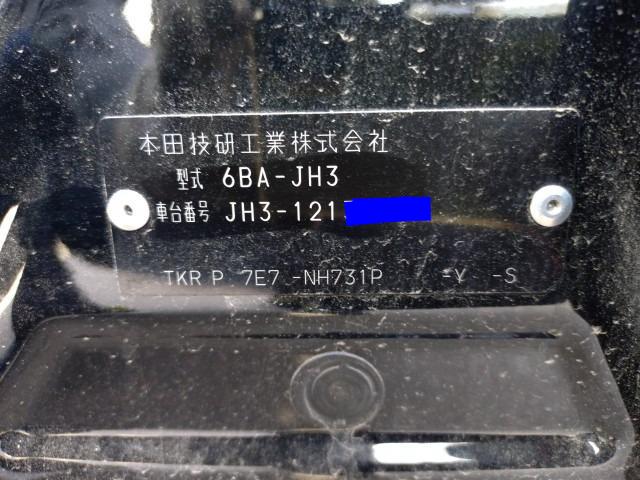 本田技研工業株式会社
型式 6BA-JH3
車台番号 JH3-121
TKR P 7E7 -NH731P -Y -S